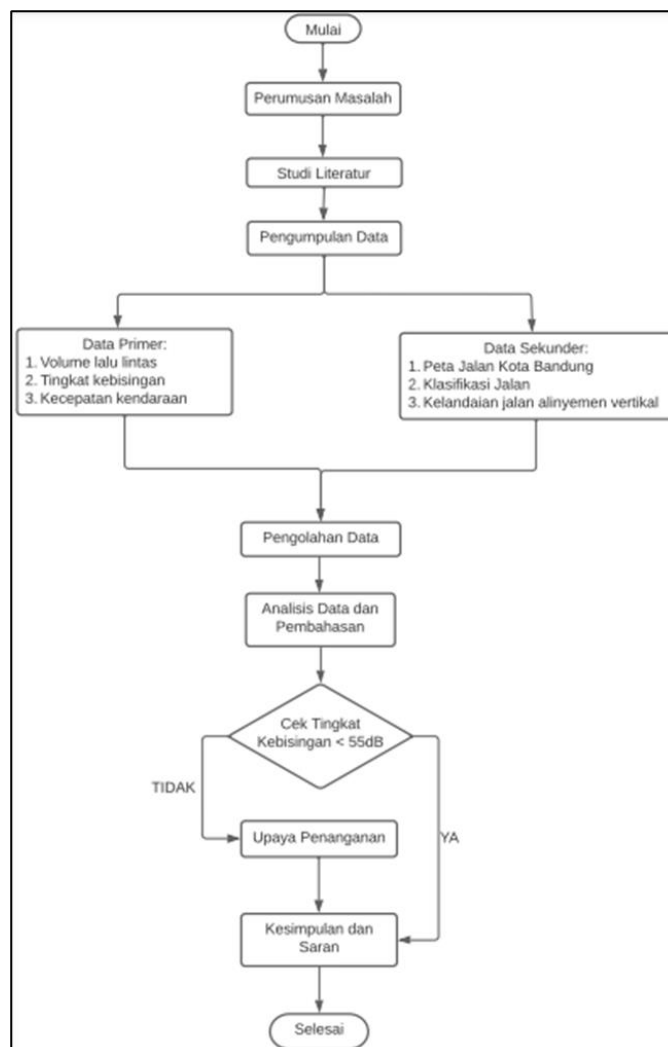 Mulai
Perumusan Masalah
Studi Literatur
Pengumpulan Data
Data Primer:
1. Volume lalu lintas
2. Tingkat kebisingan
3. Kecepatan kendaraan
Data Sekunder:
1. Peta Jalan Kota Bandung
2. Klasifikasi Jalan
3. Kelandaian jalan alinyemen vertikal
Pengolahan Data
Analisis Data dan
Pembahasan
Cek Tingkat
Kebisingan < 55dB
TIDAK
YA
Upaya Penanganan
Kesimpulan dan
Saran
Selesai